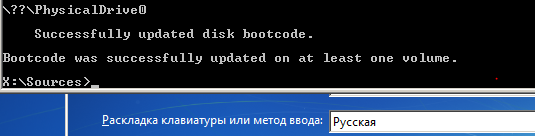 \??\PhysicalDrive0
Successfully updated disk bootcode.
Bootcode was successfully updated on at least one volume.
X:\Sources>_
Раскладка клавиатуры или метод ввода: Русская